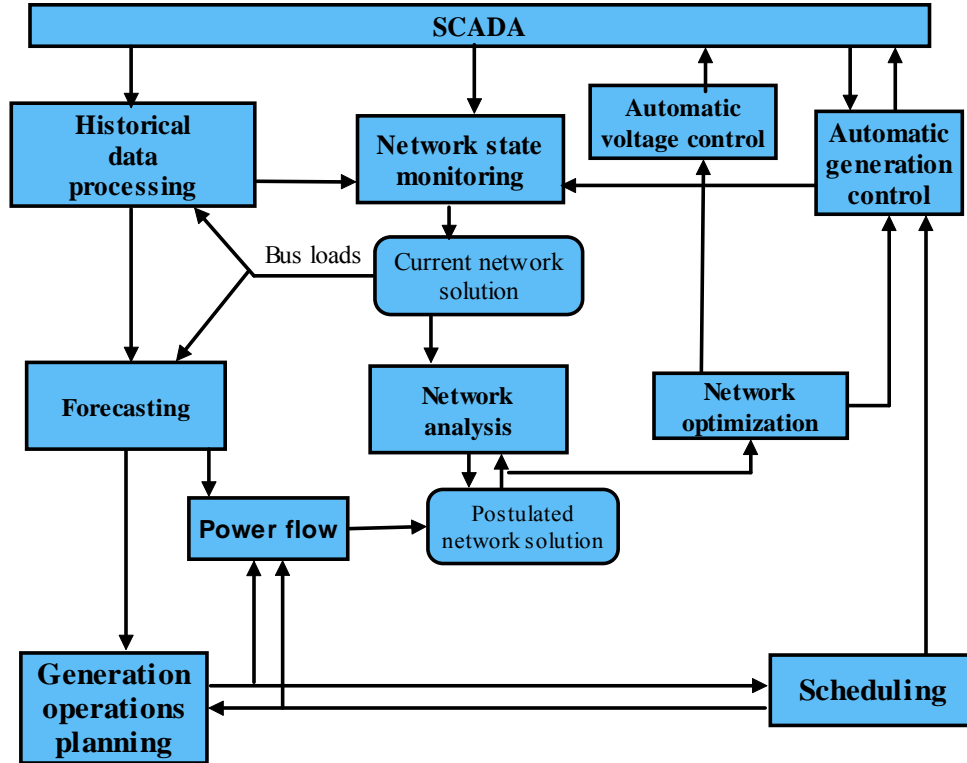 SCADA
Historical
data
processing
Network state
monitoring
Automatic
voltage control
Automatic
generation
control
Bus loads
Current network
solution
Forecasting
Network
analysis
Network
optimization
Power flow
Postulated
network solution
Generation
operations
planning
Scheduling